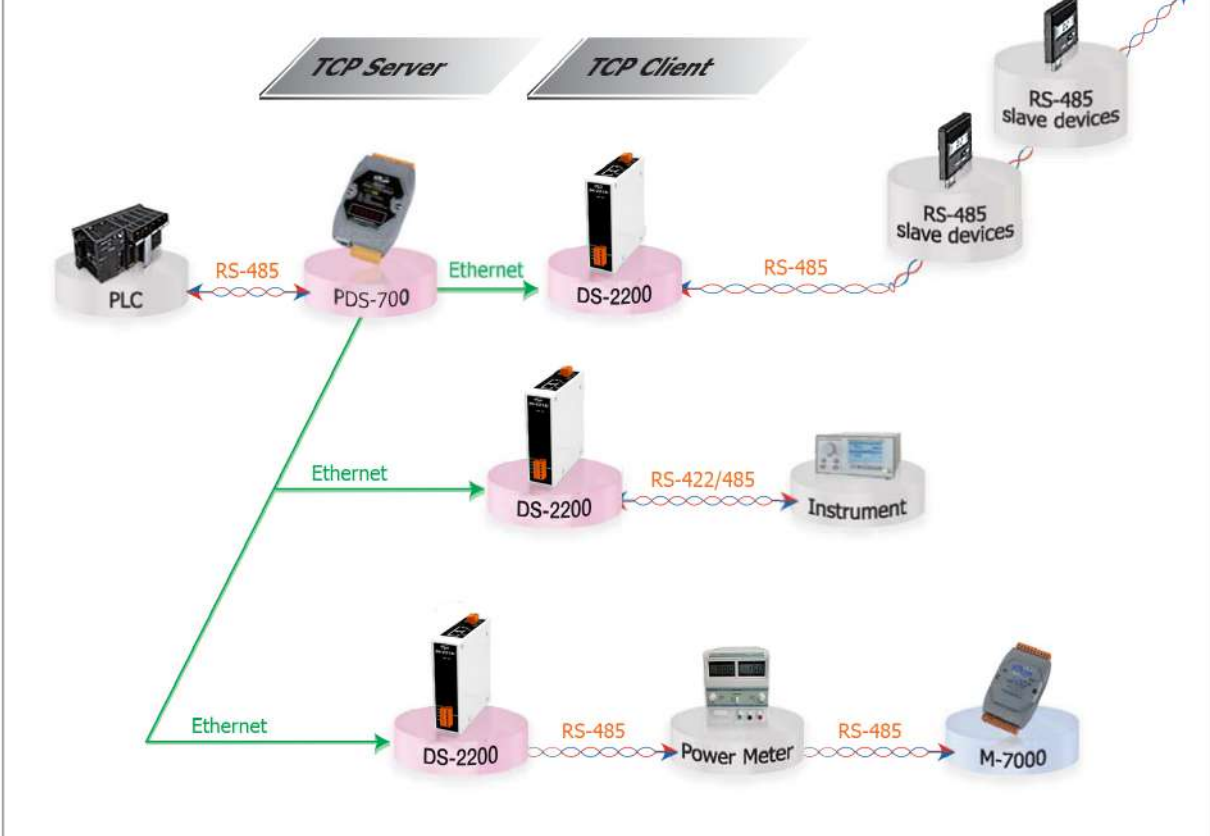 TCP Server
TCP Client
RS-485
slave devices
RS-485
slave devices
PLC
RS-485
PDS-700
Ethernet
DS-2200
RS-485
Ethernet
DS-2200
RS-422/485
Instrument
Ethernet
DS-2200
RS-485
Power Meter
RS-485
M-7000